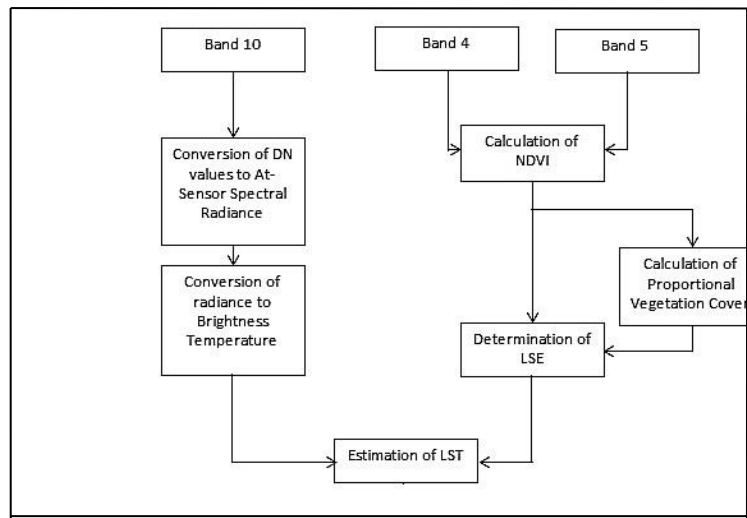 Band 10
Band 4
Band 5
Conversion of DN
values to At-
Sensor Spectral
Radiance
Calculation of
NDVI
Conversion of
radiance to
Brightness
Temperature
Calculation of
Proportional
Vegetation Cover
Determination of
LSE
Estimation of LST